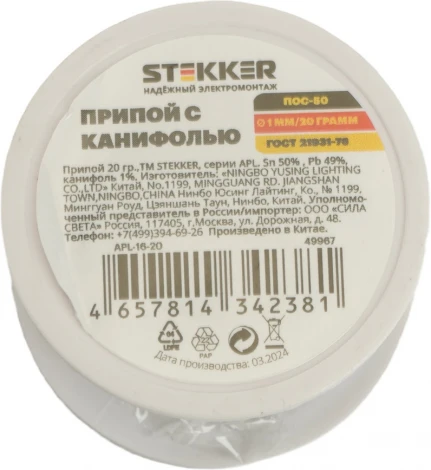 STEKKER
НАДЁЖНЫЙ ЭЛЕКТРОМОНТАЖ
ПРИПОЙ С
КАНИФОЛЬЮ
ПОС-50
∅ 1 ММ/20 ГРАММ
ГОСТ 21931-76
Припой 20 гр.,ТМ STEKKER, серии APL. Sn 50% , Pb 49%,
канифоль 1%. Изготовитель: «NINGBO YUSING LIGHTING
CO.,LTD» Китай, No.1199, MINGGUANG RD. JIANGSHAN
TOWN,NINGBO,CHINA Нинбо Юсинг Лайтинг, Ко., № 1199,
Минггуан Роуд, Цзяншань Таун, Нинбо, Китай. Уполномо-
ченный представитель в России/импортер: ООО «СИЛА
СВЕТА» Россия, 117405, г.Москва, ул. Дорожная, д. 48.
Телефон: +7(499)394-69-26 Произведено в Китае.
APL-16-20
49967
4 657814 342381
04
LDPE
PAP
Дата производства: 03.2024